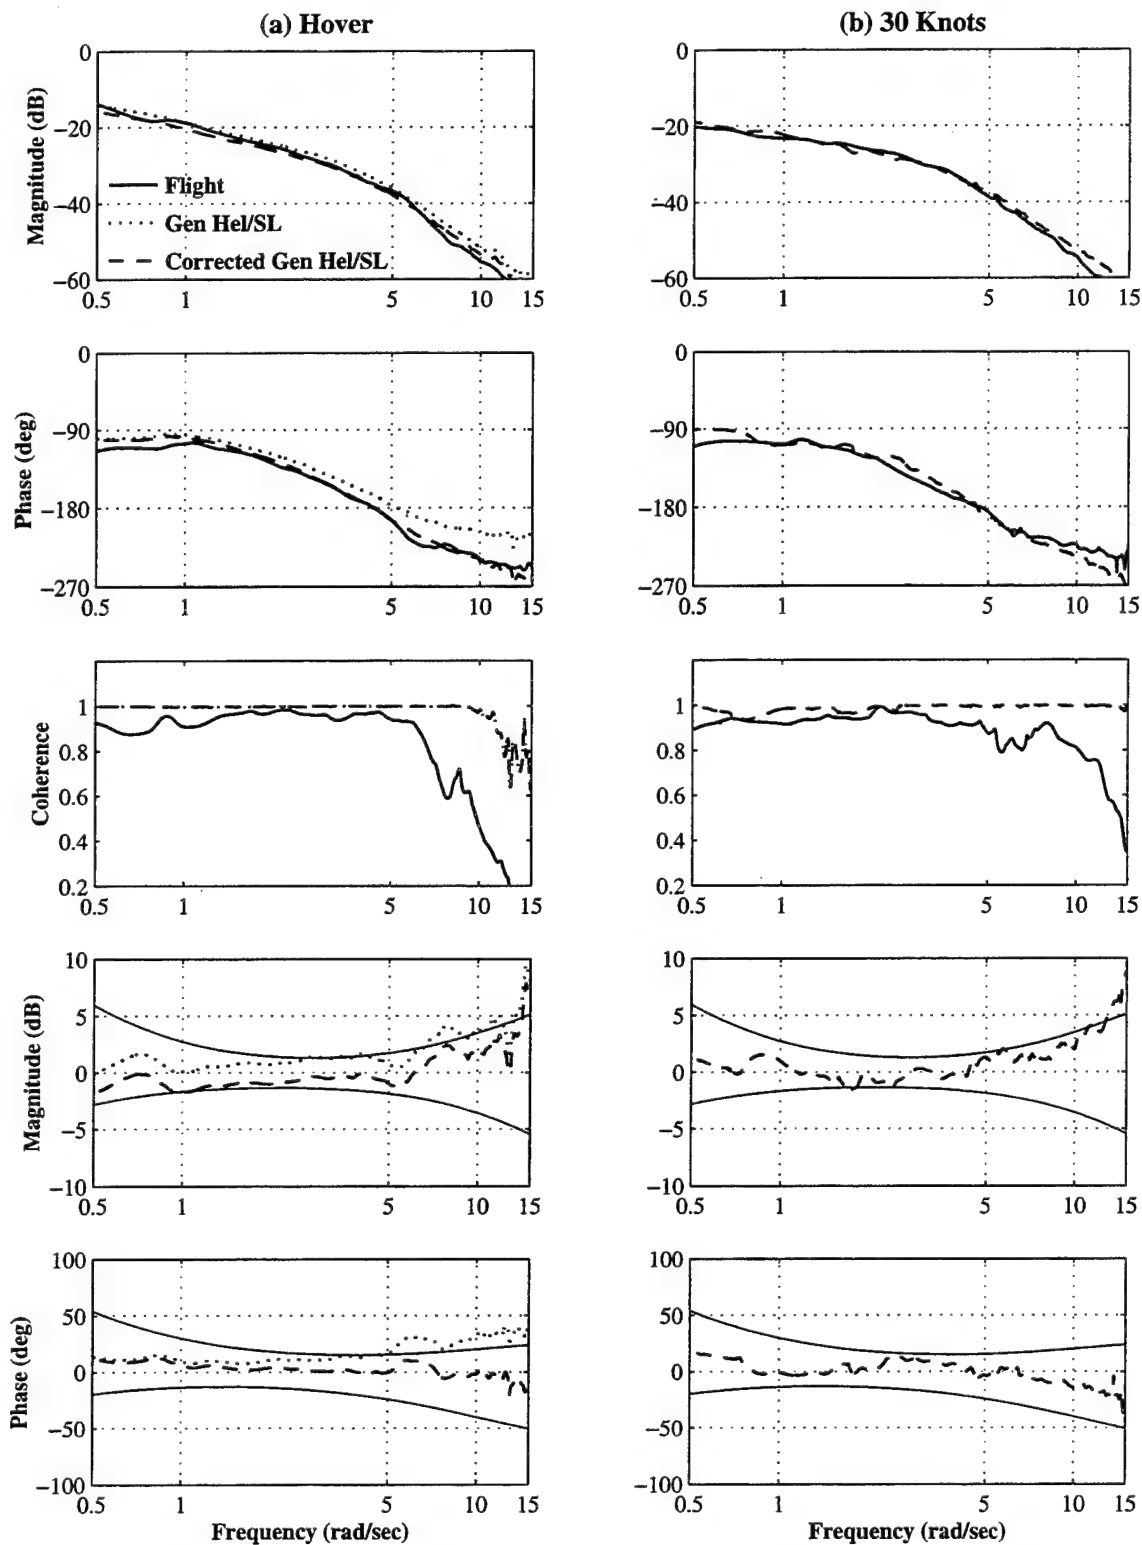 (a) Hover
(b) 30 Knots
Magnitude (dB)
0
−20
−40
−60
0.5 1 5 10 15
Flight
Gen Hel/SL
Corrected Gen Hel/SL
0
−20
−40
−60
0.5 1 5 10 15
Phase (deg)
0
−90
−180
−270
0.5 1 5 10 15
0
−90
−180
−270
0.5 1 5 10 15
Coherence
1
0.8
0.6
0.4
0.2
0.5 1 5 10 15
1
0.8
0.6
0.4
0.2
0.5 1 5 10 15
Magnitude (dB)
10
5
0
−5
−10
0.5 1 5 10 15
10
5
0
−5
−10
0.5 1 5 10 15
Phase (deg)
100
50
0
−50
−100
0.5 1 5 10 15
Frequency (rad/sec)
100
50
0
−50
−100
0.5 1 5 10 15
Frequency (rad/sec)